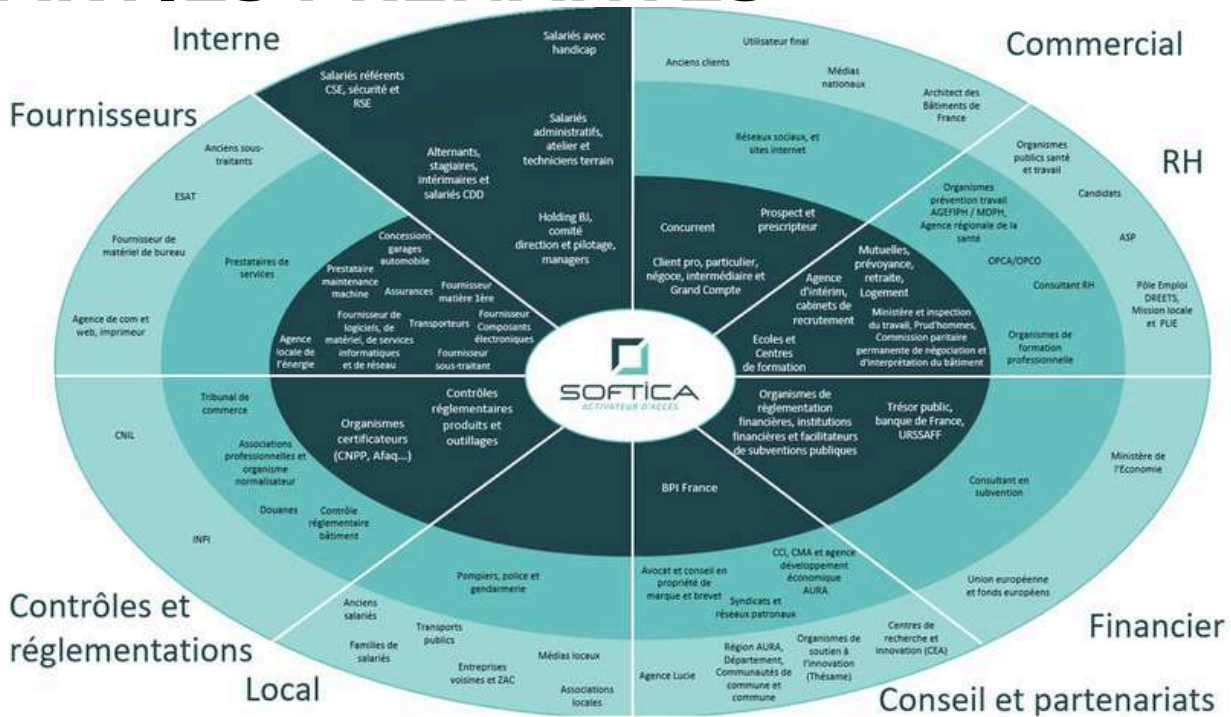 Interne
Salariés avec
handicap
Salariés référents
CSE, sécurité et
RSE
Salariés
administratifs,
atelier et
techniciens terrain
Alternants,
stagiaires,
intérimaires et
salariés CDD
Holding BJ,
comité
direction et pilotage,
managers
Commercial
Utilisateur final
Anciens clients
Médias
nationaux
Architect des
Bâtiments de
France
Réseaux sociaux, et
sites internet
Concurrent
Prospect et
prescripteur
Client pro, particulier,
négoce, intermédiaire et
Grand Compte
RH
Organismes
publics santé
et travail
Candidats
ASP
Pôle Emploi
DREETS,
Mission locale
et PLIE
Organismes
prévention travail
AGEFIPH / MDPH,
Agence régionale de la
santé
OPCA/OPCO
Consultant RH
Organismes de
formation
professionnelle
Mutuelles,
prévoyance,
retraite,
Logement
Agence
d'intérim,
cabinets de
recrutement
Ministère et inspection
du travail, Prud'hommes,
Commission paritaire
permanente de négociation et
d'interprétation du bâtiment
Ecoles et
Centres
de formation
Fournisseurs
Anciens sous-
traitants
ESAT
Fournisseur de
matériel de bureau
Agence de com et
web, imprimeur
Prestataires de
services
Concessions
garages
automobile
Prestataire
maintenance
machine
Assurances
Fournisseur
matière 1ère
Fournisseur de
logiciels, de
matériel, de services
informatiques
et de réseau
Transporteurs
Fournisseur
Composants
électroniques
Agence
locale de
l'énergie
Fournisseur
sous-traitant
SOFTICA
ACTIVATEUR D'ACCÈS
Contrôles et
réglementations
Tribunal de
commerce
CNIL
Associations
professionnelles et
organisme
normalisateur
Douanes
Contrôle
réglementaire
bâtiment
INPI
Organismes
certificateurs
(CNPP, Afaq...)
Contrôles
réglementaires
produits et
outillages
Local
Pompiers, police et
gendarmerie
Anciens
salariés
Transports
publics
Familles de
salariés
Médias locaux
Entreprises
voisines et ZAC
Associations
locales
Conseil et partenariats
BPI France
CCI, CMA et agence
développement
économique
AURA
Avocat et conseil en
propriété de
marque et brevet
Syndicats et
réseaux patronaux
Agence Lucie
Région AURA,
Département,
Communautés de
commune et
commune
Organismes de
soutien à
l'innovation
(Thésame)
Centres de
recherche et
innovation (CEA)
Financier
Organismes de
règlementation
financières, institutions
financières et facilitateurs
de subventions publiques
Trésor public,
banque de France,
URSSAFF
Consultant en
subvention
Ministère de
l'Economie
Union européenne
et fonds européens